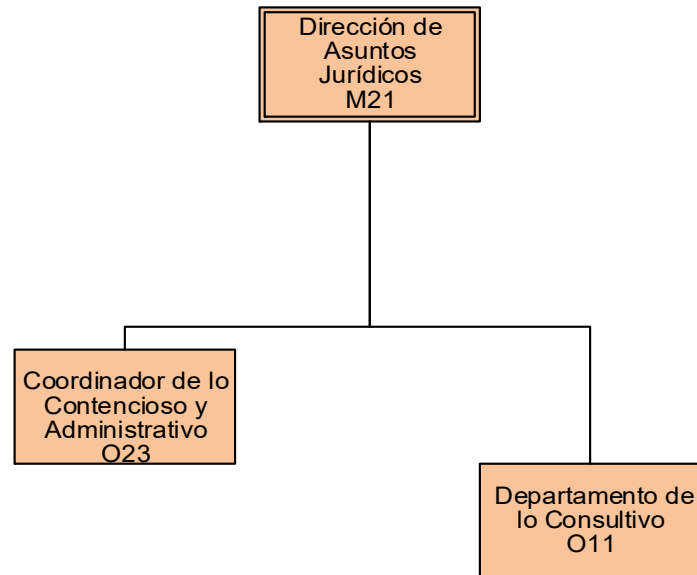 Dirección de
Asuntos
Jurídicos
M21
Coordinador de lo
Contencioso y
Administrativo
O23
Departamento de
lo Consultivo
O11